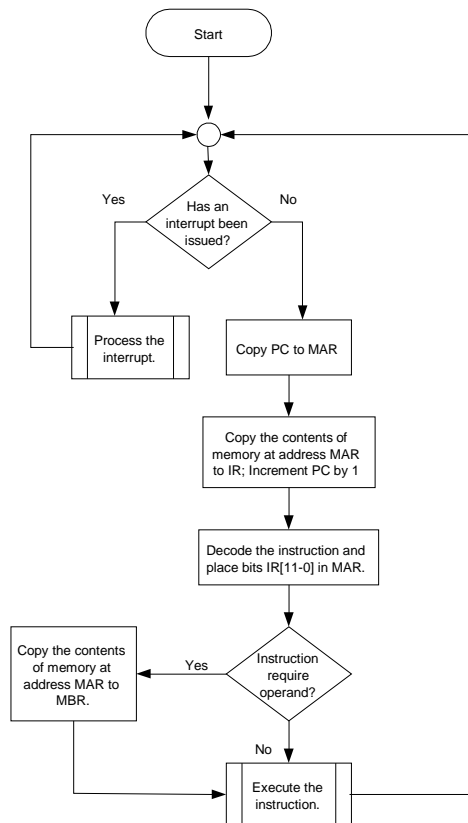 Start
Yes
Has an
interrupt been
issued?
No
Process the
interrupt.
Copy PC to MAR
Copy the contents of
memory at address MAR
to IR; Increment PC by 1
Decode the instruction and
place bits IR[11-0] in MAR.
Copy the contents
of memory at
address MAR to
MBR.
Yes
Instruction
require
operand?
No
Execute the
instruction.